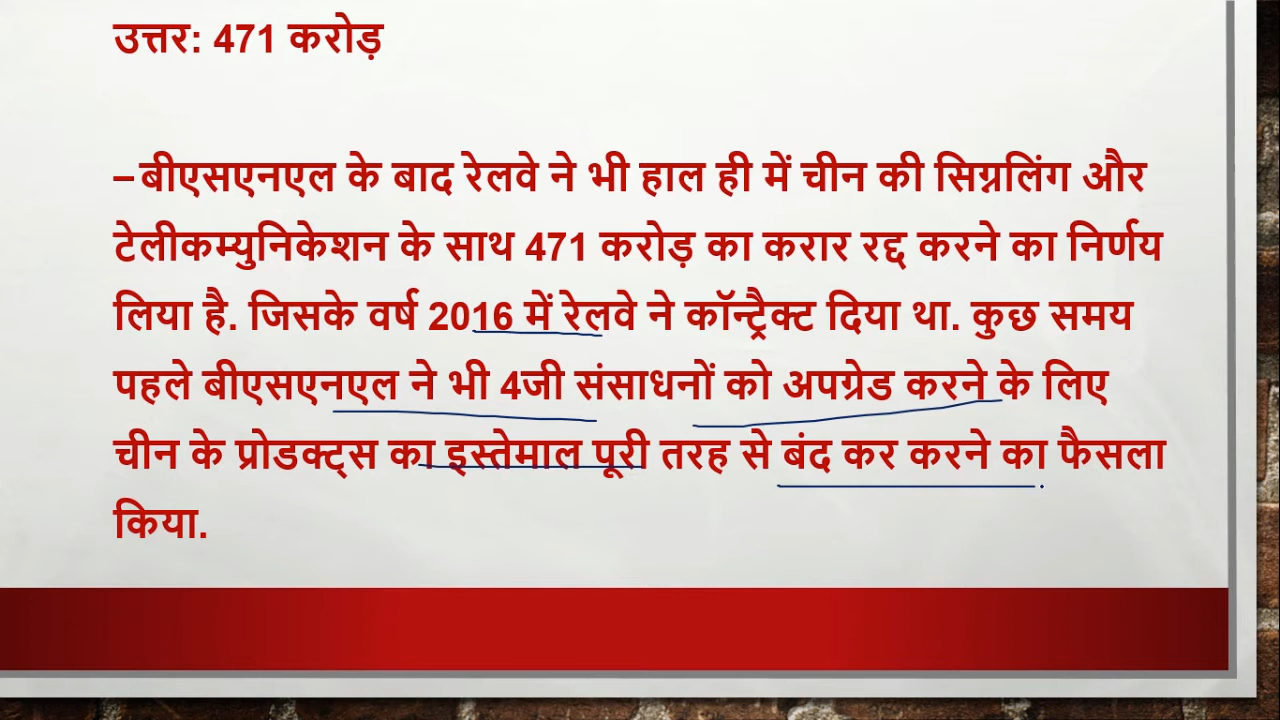 उत्तर: 471 करोड़
– बीएसएनएल के बाद रेलवे ने भी हाल ही में चीन की सिग्नलिंग और
टेलीकम्युनिकेशन के साथ 471 करोड़ का करार रद्द करने का निर्णय
लिया है. जिसके वर्ष 2016 में रेलवे ने कॉन्ट्रैक्ट दिया था. कुछ समय
पहले बीएसएनएल ने भी 4जी संसाधनों को अपग्रेड करने के लिए
चीन के प्रोडक्ट्स का इस्तेमाल पूरी तरह से बंद कर करने का फैसला
किया.